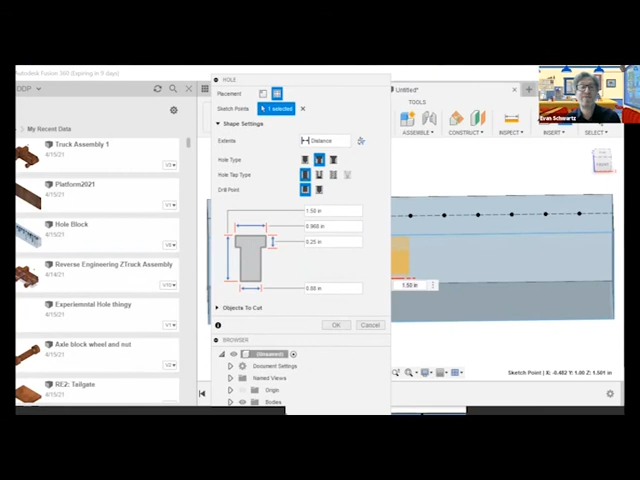 Autodesk Fusion 360 (Expiring in 9 days)
DDP
My Recent Data
Truck Assembly 1
4/15/21
V3
Platform2021
4/15/21
V1
Hole Block
4/15/21
V1
Reverse Engineering ZTruck Assembly
4/14/21
Experiemntal Hole thingy
4/15/21
V1
Axle block wheel and nut
4/15/21
V2
RE2: Tailgate
4/15/21
HOLE
Placement
Sketch Points
1 selected
Shape Settings
Extents
Distance
Hole Type
Hole Tap Type
Drill Point
1.50 in
0.968 in
0.25 in
0.88 in
Objects To Cut
OK
Cancel
BROWSER
(Unsaved)
Document Settings
Named Views
Origin
Bodies
Untitled*
TOOLS
ASSEMBLE
CONSTRUCT
INSPECT
INSERT
SELECT
Evan Schwartz
1.50 in
Sketch Point | X: -0.482 in Y: 1.00 Z: 1.501 in